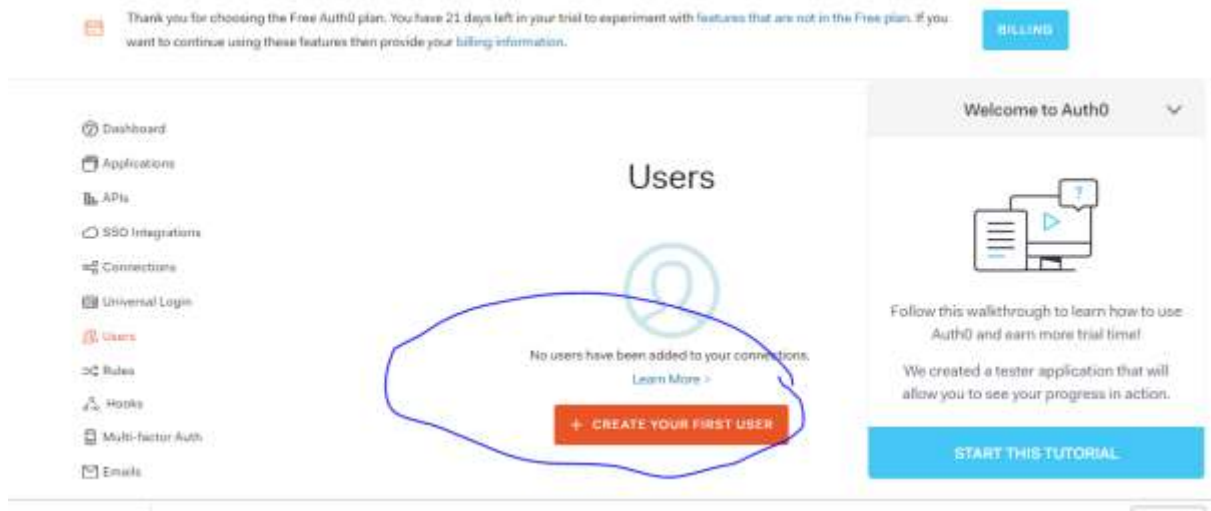 Thank you for choosing the Free Auth0 plan. You have 21 days left in your trial to experiment with features that are not in the Free plan. If you
want to continue using these features then provide your billing information.
BILLING
Dashboard
Applications
APIs
SSO Integrations
Connections
Universal Login
Users
Rules
Hooks
Multi-factor Auth
Emails
Users
No users have been added to your connections.
Learn More >
+ CREATE YOUR FIRST USER
Welcome to Auth0
?
Follow this walkthrough to learn how to use
Auth0 and earn more trial time!
We created a tester application that will
allow you to see your progress in action.
START THIS TUTORIAL